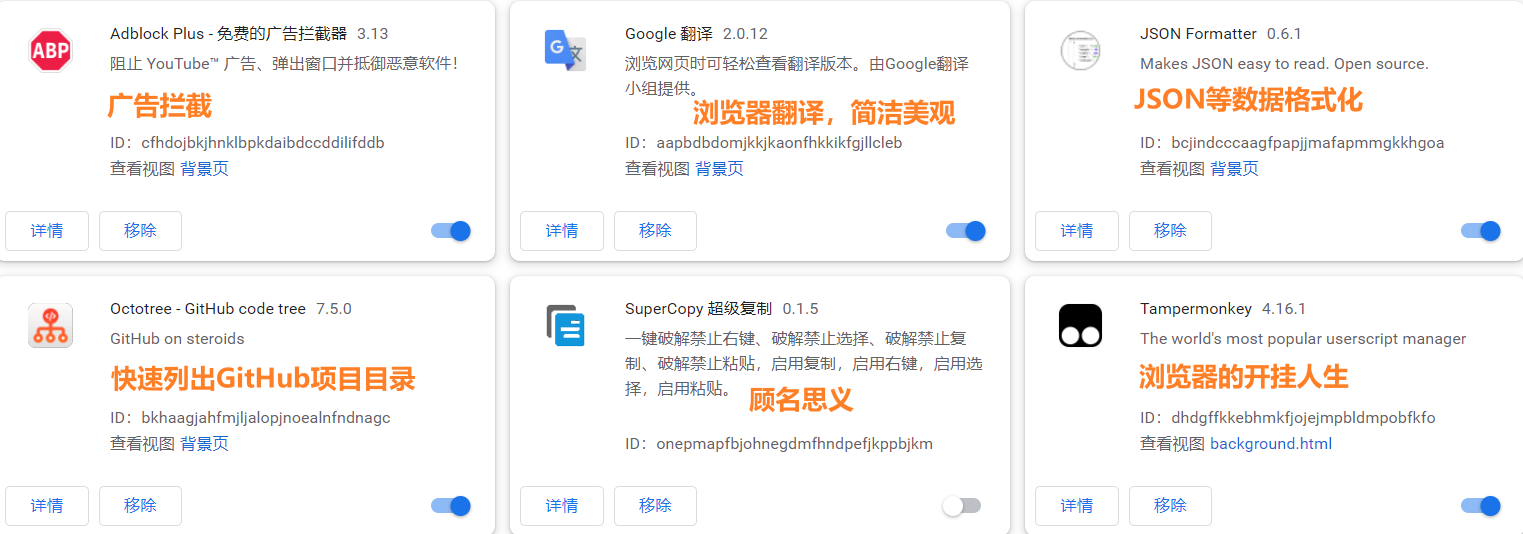 ABP
Adblock Plus - 免费的广告拦截器 3.13
阻止 YouTube™ 广告、弹出窗口并抵御恶意软件!
广告拦截
ID：cfhdojbkjhnklbpkdaibdccddilifddb
查看视图 背景页
详情 移除
Google 翻译 2.0.12
浏览网页时可轻松查看翻译版本。由Google翻译
小组提供。
浏览器翻译，简洁美观
ID：aapbdbdomjkkjkaonfhkkikfgjllcleb
查看视图 背景页
详情 移除
JSON Formatter 0.6.1
Makes JSON easy to read. Open source.
JSON等数据格式化
ID：bcjindcccaagfpapjjmafapmmgkkhgoa
查看视图 背景页
详情 移除
Octotree - GitHub code tree 7.5.0
GitHub on steroids
快速列出GitHub项目目录
ID：bkhaagjahfmjljalopjnoealnfndnagc
查看视图 背景页
详情 移除
SuperCopy 超级复制 0.1.5
一键破解禁止右键、破解禁止选择、破解禁止复
制、破解禁止粘贴，启用复制，启用右键，启用选
择，启用粘贴。
顾名思义
ID：onepmapfbjohnegdmfhndpefjkppbjkm
详情 移除
Tampermonkey 4.16.1
The world's most popular userscript manager
浏览器的开挂人生
ID：dhdgffkkebhmkfjojejmpbldmpobfkfo
查看视图 background.html
详情 移除